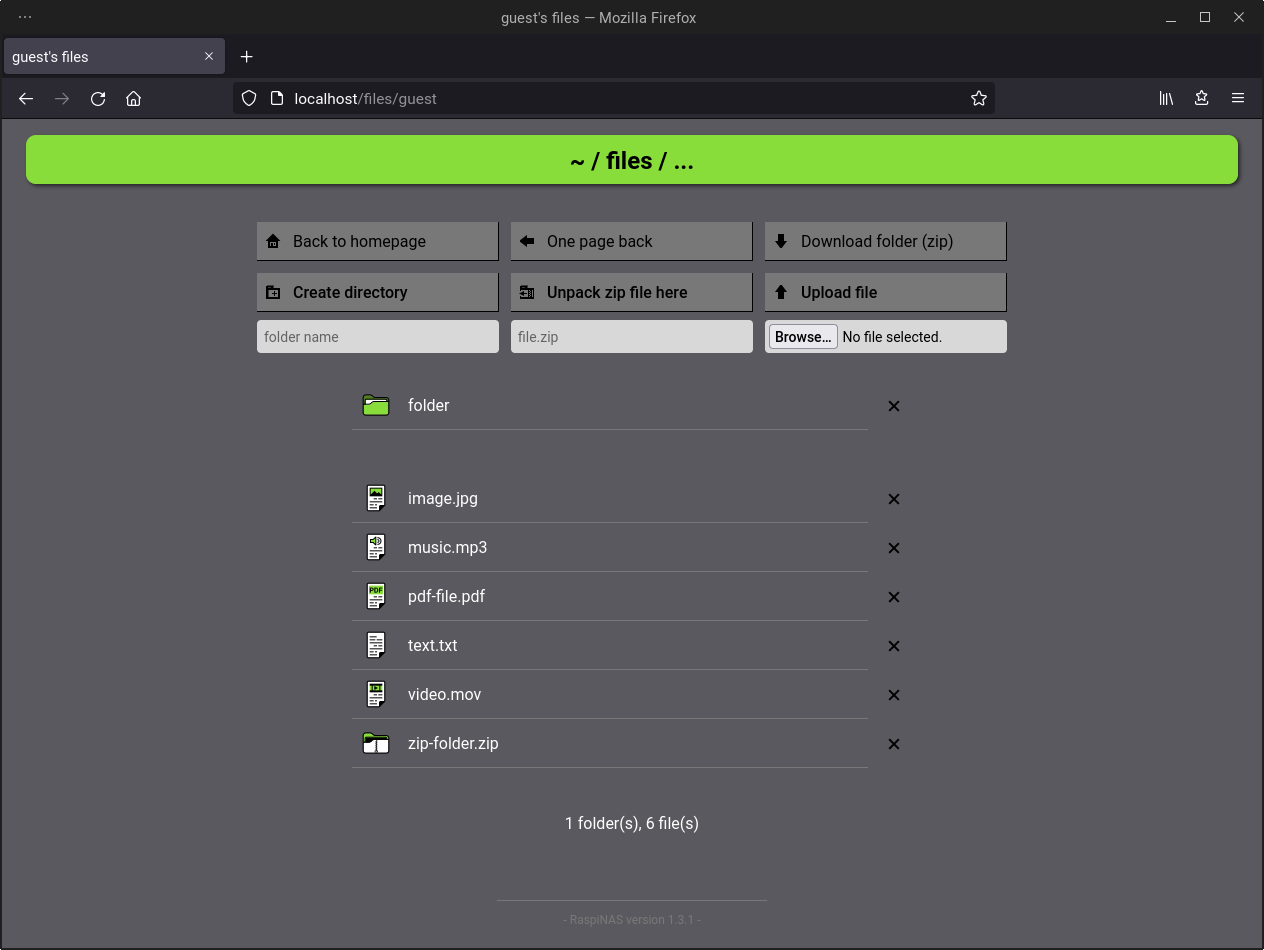 guest's files — Mozilla Firefox
guest's files
localhost/files/guest
~ / files / ...
Back to homepage
One page back
Download folder (zip)
Create directory
Unpack zip file here
Upload file
folder name
file.zip
Browse... No file selected.
folder
image.jpg
music.mp3
PDF
pdf-file.pdf
text.txt
video.mov
zip-folder.zip
1 folder(s), 6 file(s)
- RaspiNAS version 1.3.1 -